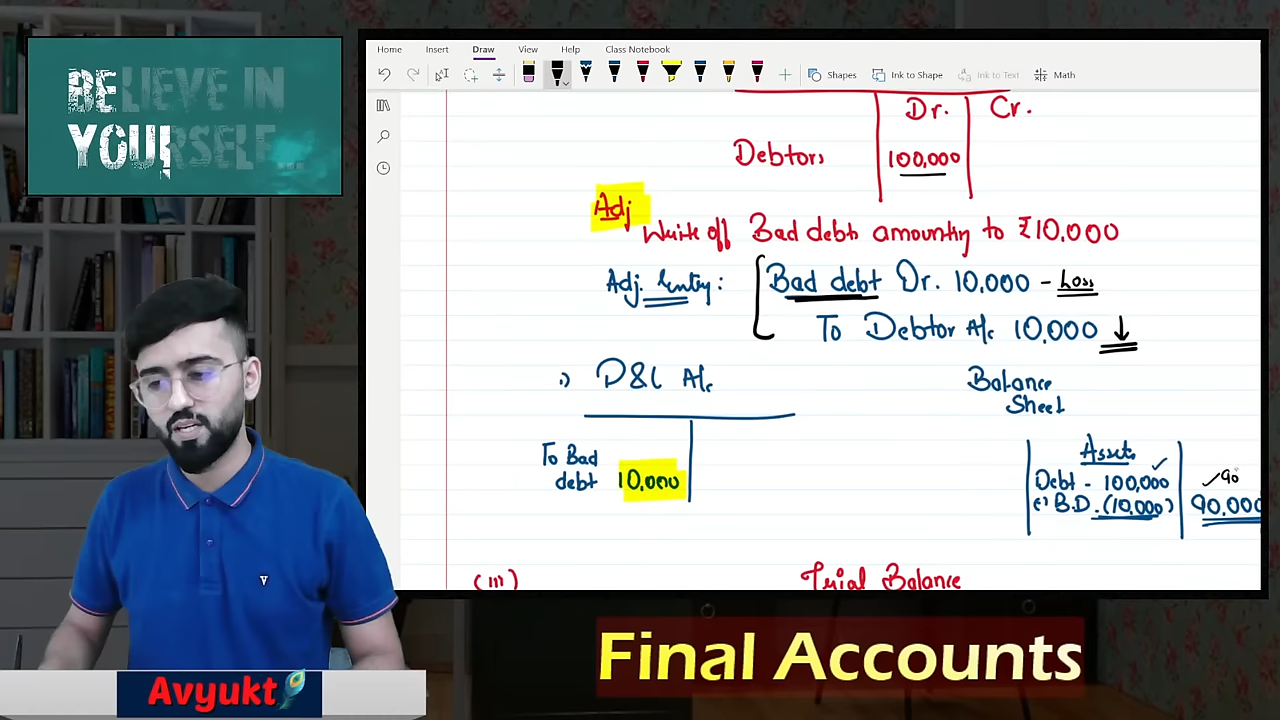 BELIEVE IN
YOURSELF...
Home Insert Draw View Help Class Notebook
Shapes Ink to Shape Ink to Text Math
Dr. Cr.
Debtors 100,000
Adj
Write off Bad debts amounting to ₹10,000
Adj. Entry: Bad debt Dr. 10,000 - Loss
To Debtor A/c 10,000 ↓
P&L A/c
Balance
Sheet
To Bad
debt 10,000
Assets
Debt - 100,000 90
(-) B.D. (10,000) 90,000
(III) Trial Balance
Final Accounts
Avyukt